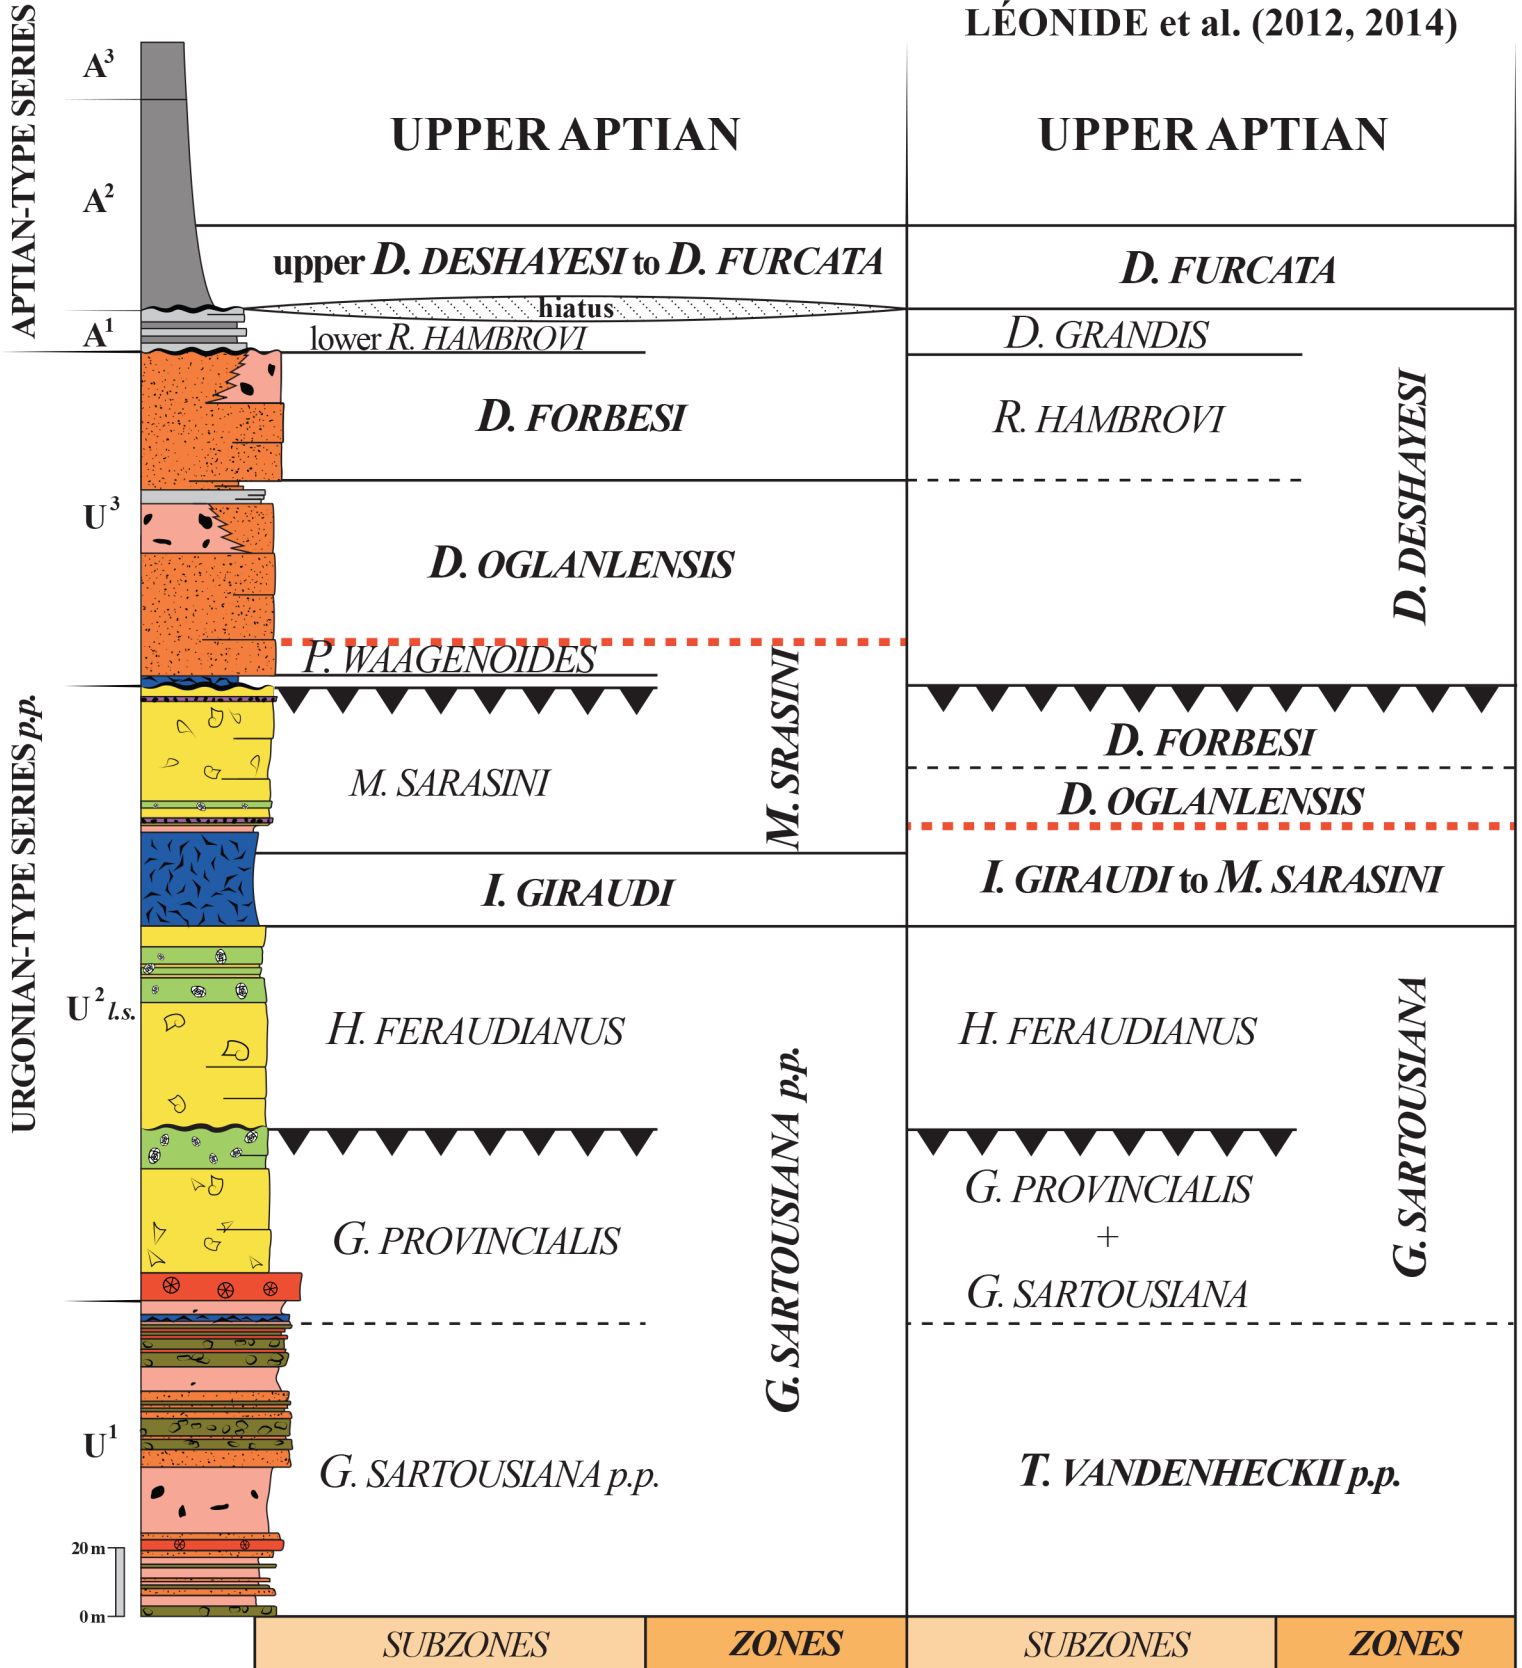 LÉONIDE et al. (2012, 2014)
APTIAN-TYPE SERIES
A³
A²
A¹
UPPER APTIAN
UPPER APTIAN
upper D. DESHAYESI to D. FURCATA
D. FURCATA
hiatus
lower R. HAMBROVI
D. GRANDIS
D. FORBESI
R. HAMBROVI
D. DESHAYESI
U³
D. OGLANLENSIS
P. WAAGENOIDES
M. SRASINI
URGONIAN-TYPE SERIES p.p.
M. SARASINI
D. FORBESI
D. OGLANLENSIS
I. GIRAUDI
I. GIRAUDI to M. SARASINI
U² l.s.
H. FERAUDIANUS
H. FERAUDIANUS
G. SARTOUSIANA p.p.
G. SARTOUSIANA
G. PROVINCIALIS
G. PROVINCIALIS
+
G. SARTOUSIANA
U¹
G. SARTOUSIANA p.p.
T. VANDENHECKII p.p.
20 m
0 m
SUBZONES
ZONES
SUBZONES
ZONES